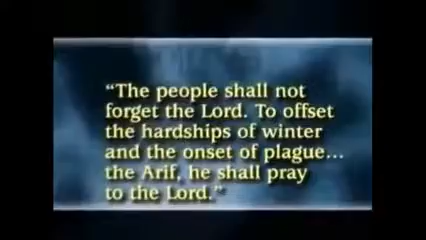 “The people shall not
forget the Lord. To offset
the hardships of winter
and the onset of plague...
the Arif, he shall pray
to the Lord.”